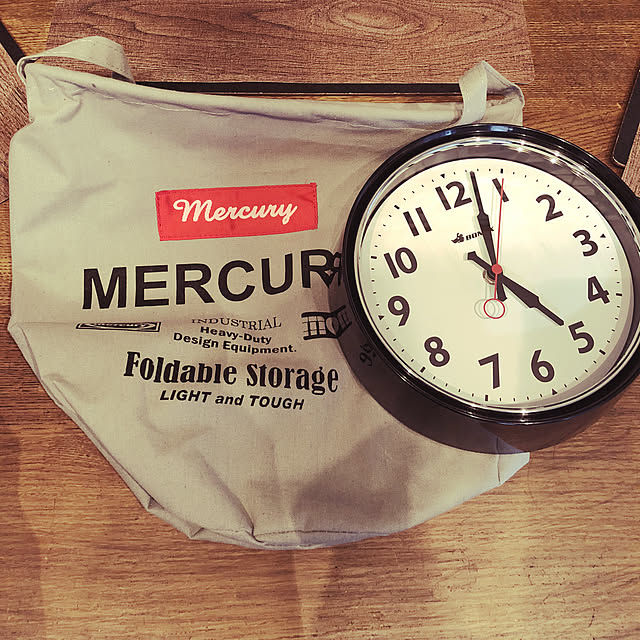 Mercury
MERCUR
INDUSTRIAL
Heavy-Duty
Design Equipment.
Foldable Storage
LIGHT and TOUGH
12
1
2
3
4
5
6
7
8
9
10
11